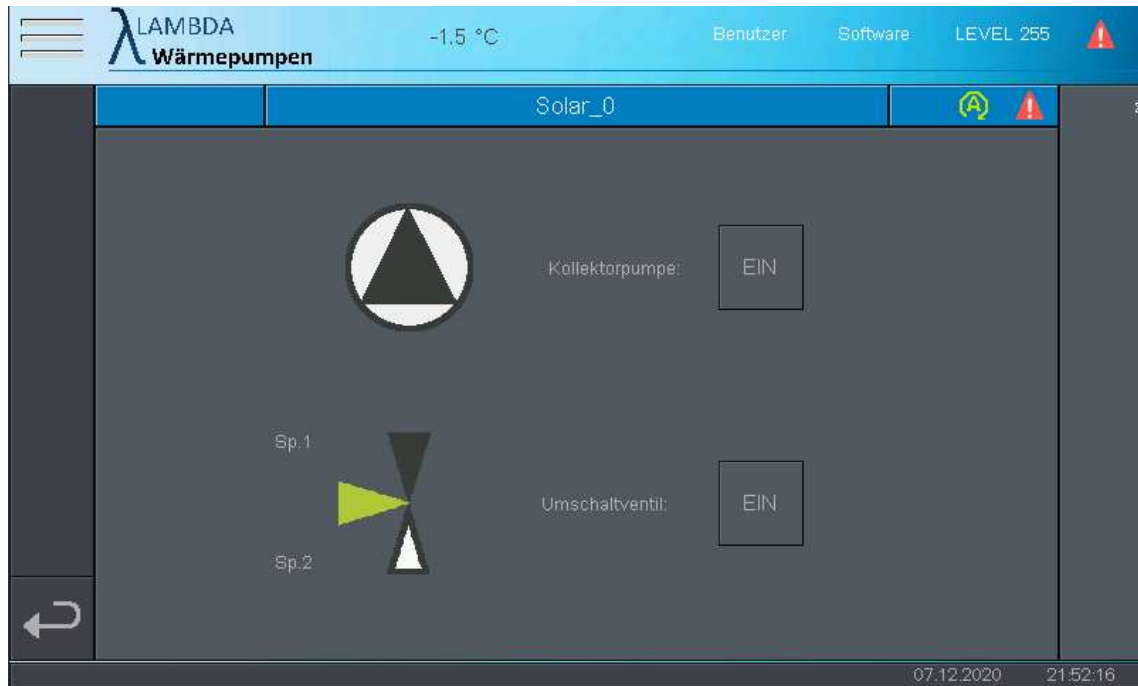 λLAMBDA
Wärmepumpen
-1.5 °C
Benutzer
Software
LEVEL 255
Solar_0
A
Kollektorpumpe:
EIN
Sp.1
Umschaltventil:
EIN
Sp.2
07.12.2020
21:52:16